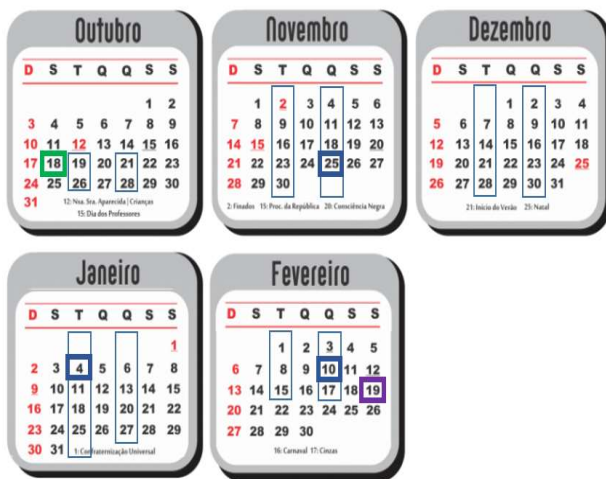 Outubro
D S T Q Q S S
1 2
3 4 5 6 7 8 9
10 11 12 13 14 15 16
17 18 19 20 21 22 23
24 25 26 27 28 29 30
31
12: Nsa. Sra. Aparecida | Crianças
15: Dia dos Professores
Novembro
D S T Q Q S S
1 2 3 4 5 6
7 8 9 10 11 12 13
14 15 16 17 18 19 20
21 22 23 24 25 26 27
28 29 30
2: Finados 15: Proc. da República 20: Consciência Negra
Dezembro
D S T Q Q S S
1 2 3 4
5 6 7 8 9 10 11
12 13 14 15 16 17 18
19 20 21 22 23 24 25
26 27 28 29 30 31
21: Início do Verão 25: Natal
Janeiro
D S T Q Q S S
1
2 3 4 5 6 7 8
9 10 11 12 13 14 15
16 17 18 19 20 21 22
23 24 25 26 27 28 29
30 31
1: Confraternização Universal
Fevereiro
D S T Q Q S S
1 2 3 4 5
6 7 8 9 10 11 12
13 14 15 16 17 18 19
20 21 22 23 24 25 26
27 28 29 30
16: Carnaval 17: Cinzas